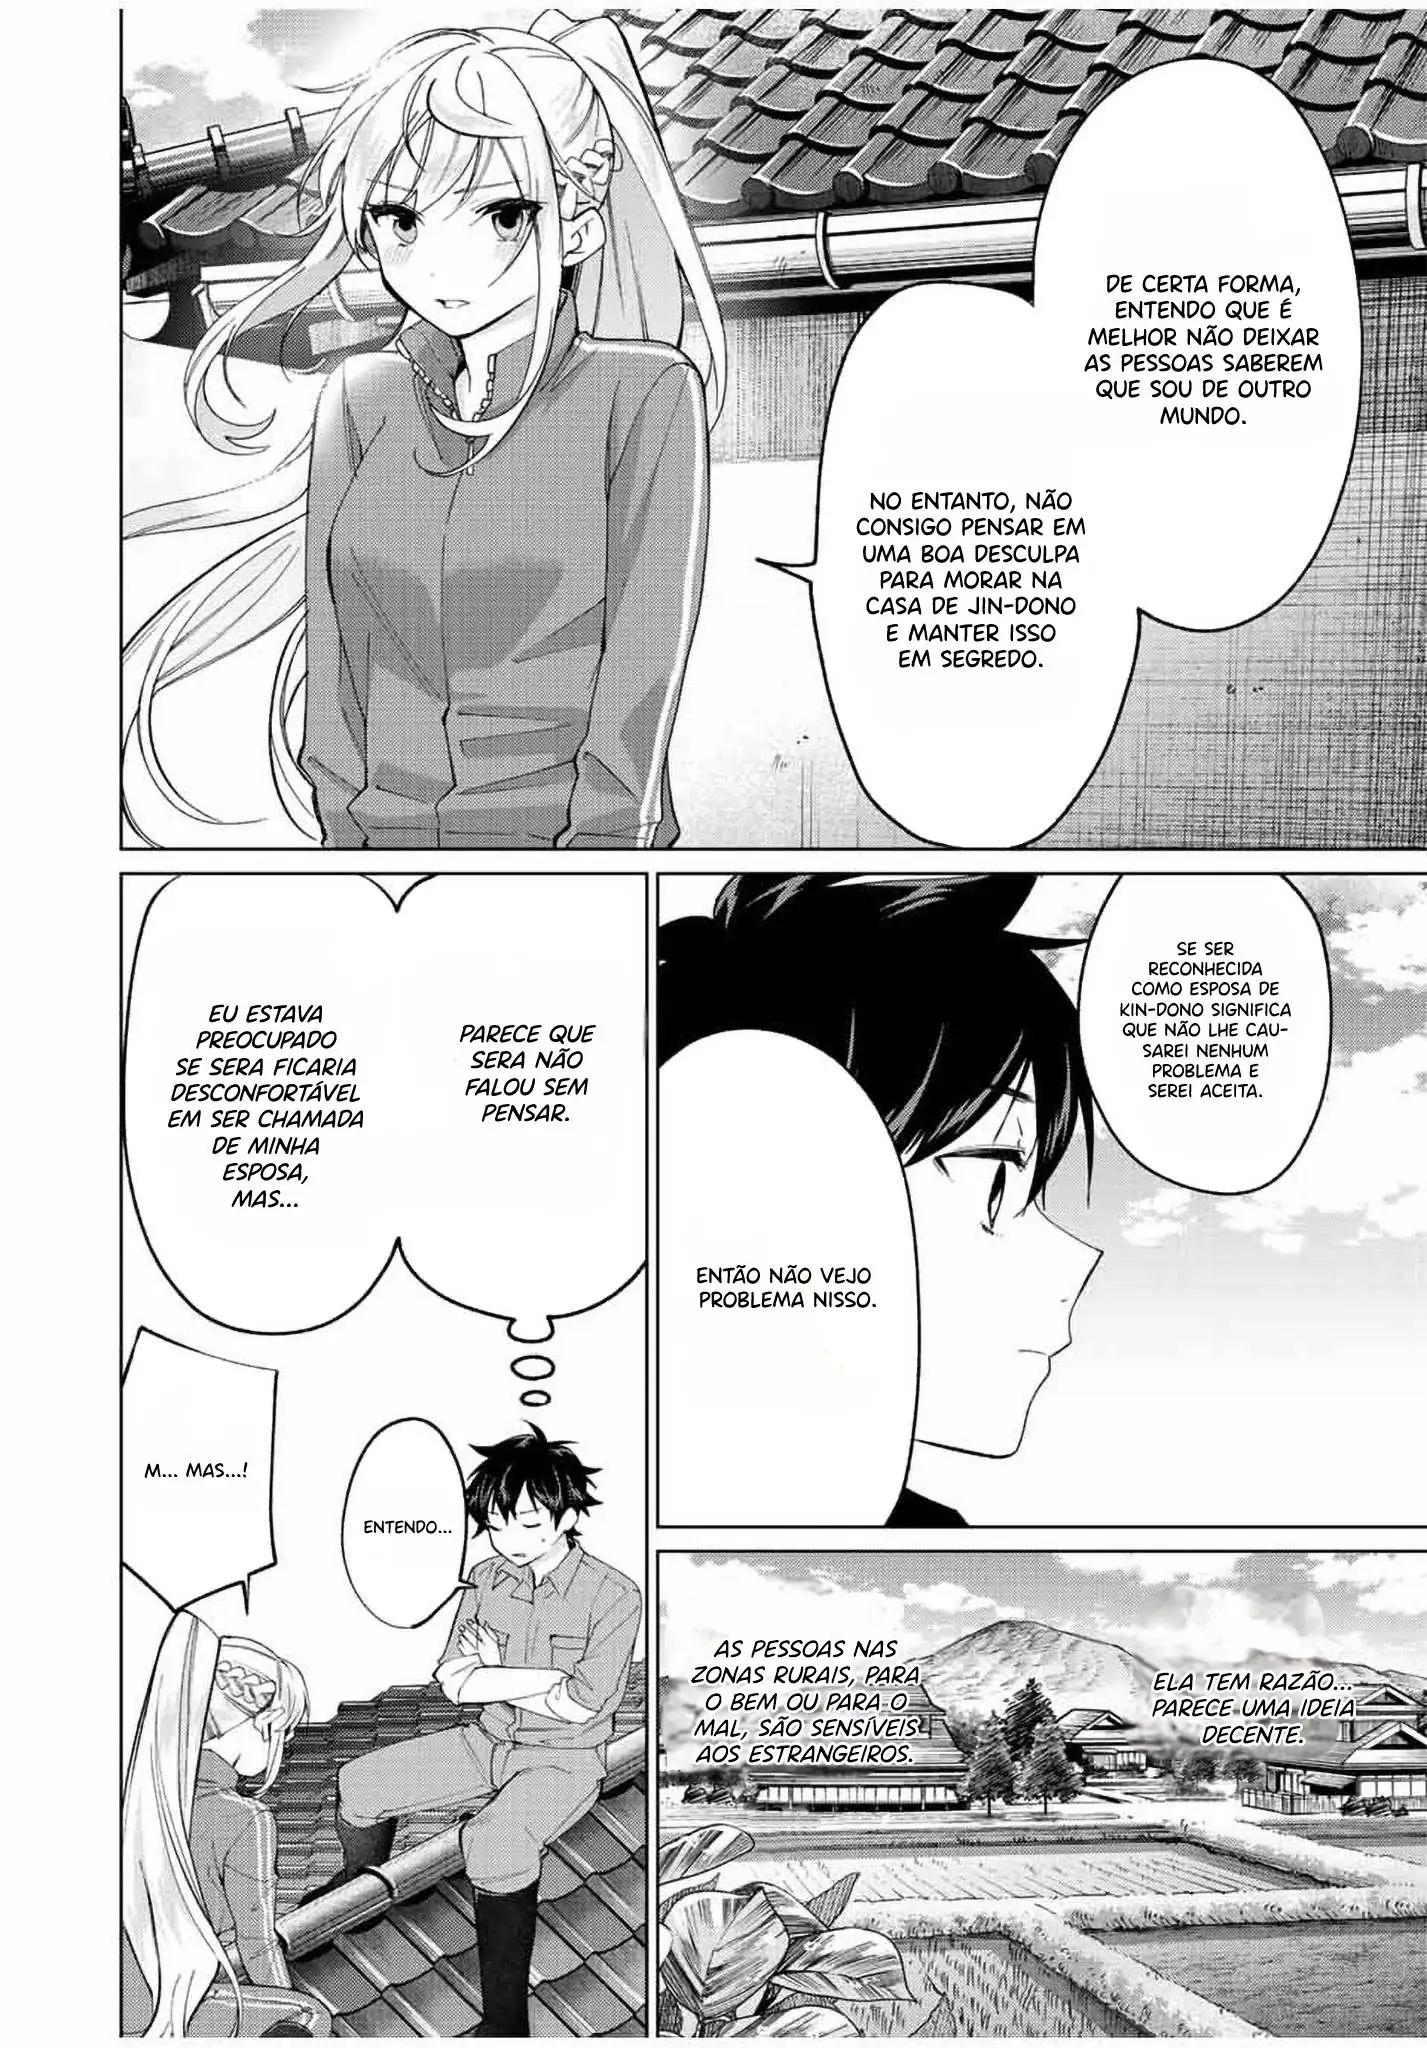 DE CERTA FORMA,
ENTENDO QUE É
MELHOR NÃO DEIXAR
AS PESSOAS SABEREM
QUE SOU DE OUTRO
MUNDO.
NO ENTANTO, NÃO
CONSIGO PENSAR EM
UMA BOA DESCULPA
PARA MORAR NA
CASA DE JIN-DONO
E MANTER ISSO
EM SEGREDO.
SE SER
RECONHECIDA
COMO ESPOSA DE
KIN-DONO SIGNIFICA
QUE NÃO LHE CAU-
SAREI NENHUM
PROBLEMA E
SEREI ACEITA.
ENTÃO NÃO VEJO
PROBLEMA NISSO.
PARECE QUE
SERA NÃO
FALOU SEM
PENSAR.
EU ESTAVA
PREOCUPADO
SE SERA FICARIA
DESCONFORTÁVEL
EM SER CHAMADA
DE MINHA
ESPOSA,
MAS...
ENTENDO...
M... MAS...!
ELA TEM RAZÃO...
PARECE UMA IDEIA
DECENTE.
AS PESSOAS NAS
ZONAS RURAIS, PARA
O BEM OU PARA O
MAL, SÃO SENSÍVEIS
AOS ESTRANGEIROS.